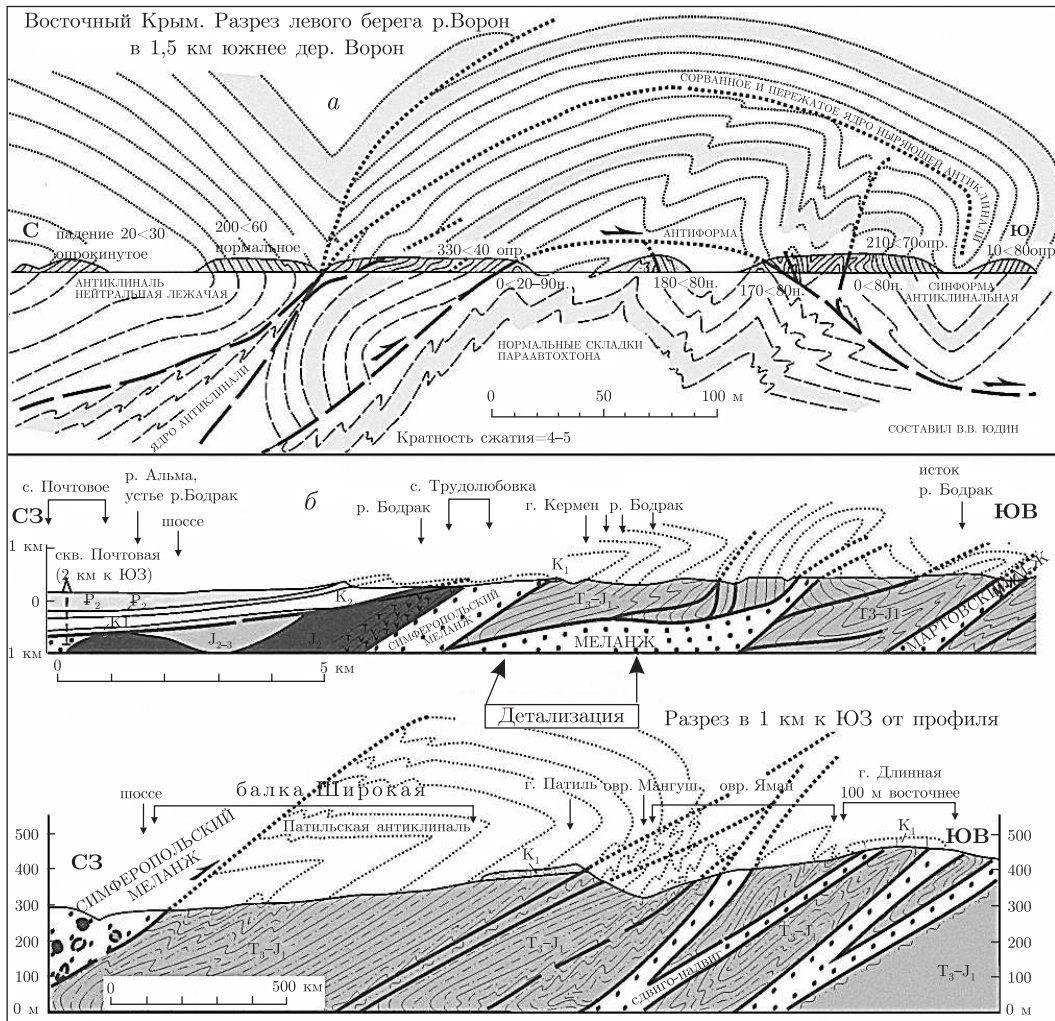 Восточный Крым. Разрез левого берега р.Ворон
в 1,5 км южнее дер. Ворон
а
СОРВАННОЕ И ПЕРЕЖАТОЕ ЯДРО НЫРЯЮЩЕЙ АНТИКЛИНАЛИ
С
падение 20<30
опрокинутое
200<60
нормальное
330<40 опр.
АНТИФОРМА
210<70опр.
Ю
10<80опр.
АНТИКЛИНАЛЬ
НЕЙТРАЛЬНАЯ ЛЕЖАЧАЯ
0<20–90н.
180<80н.
170<80н.
0<80н.
СИНФОРМА
АНТИКЛИНАЛЬНАЯ
ЯДРО АНТИКЛИНАЛИ
НОРМАЛЬНЫЕ СКЛАДКИ
ПАРААВТОХТОНА
0 50 100 м
Кратность сжатия=4–5
СОСТАВИЛ В.В. ЮДИН
с. Почтовое
р. Альма,
устье р.Бодрак
шоссе
б
р. Бодрак
с. Трудолюбовка
г. Кермен
р. Бодрак
исток
р. Бодрак
СЗ
ЮВ
1 км
скв. Почтовая
(2 км к ЮЗ)
0
1 км
P₂
P₂
K1
K₂
J₂₋₃
J₂
СИМФЕРОПОЛЬСКИЙ
МЕЛАНЖ
K₁
T₃–J₁
МЕЛАНЖ
T3–J1
МАРТОВСКИЙ
0 5 км
Детализация
Разрез в 1 км к ЮЗ от профиля
шоссе
балка Широкая
г. Патиль
овр. Мангуш
овр. Яман
г. Длинная
100 м восточнее
Патильская антиклиналь
СЗ
СИМФЕРОПОЛЬСКИЙ
МЕЛАНЖ
K₁
K₁
ЮВ
500
400
300
200
100
0 м
500
400
300
200
100
0 м
T₃–J₁
T₃–J₁
T₃–J₁
T₃–J₁
сдвиго-надвиг
0 500 км